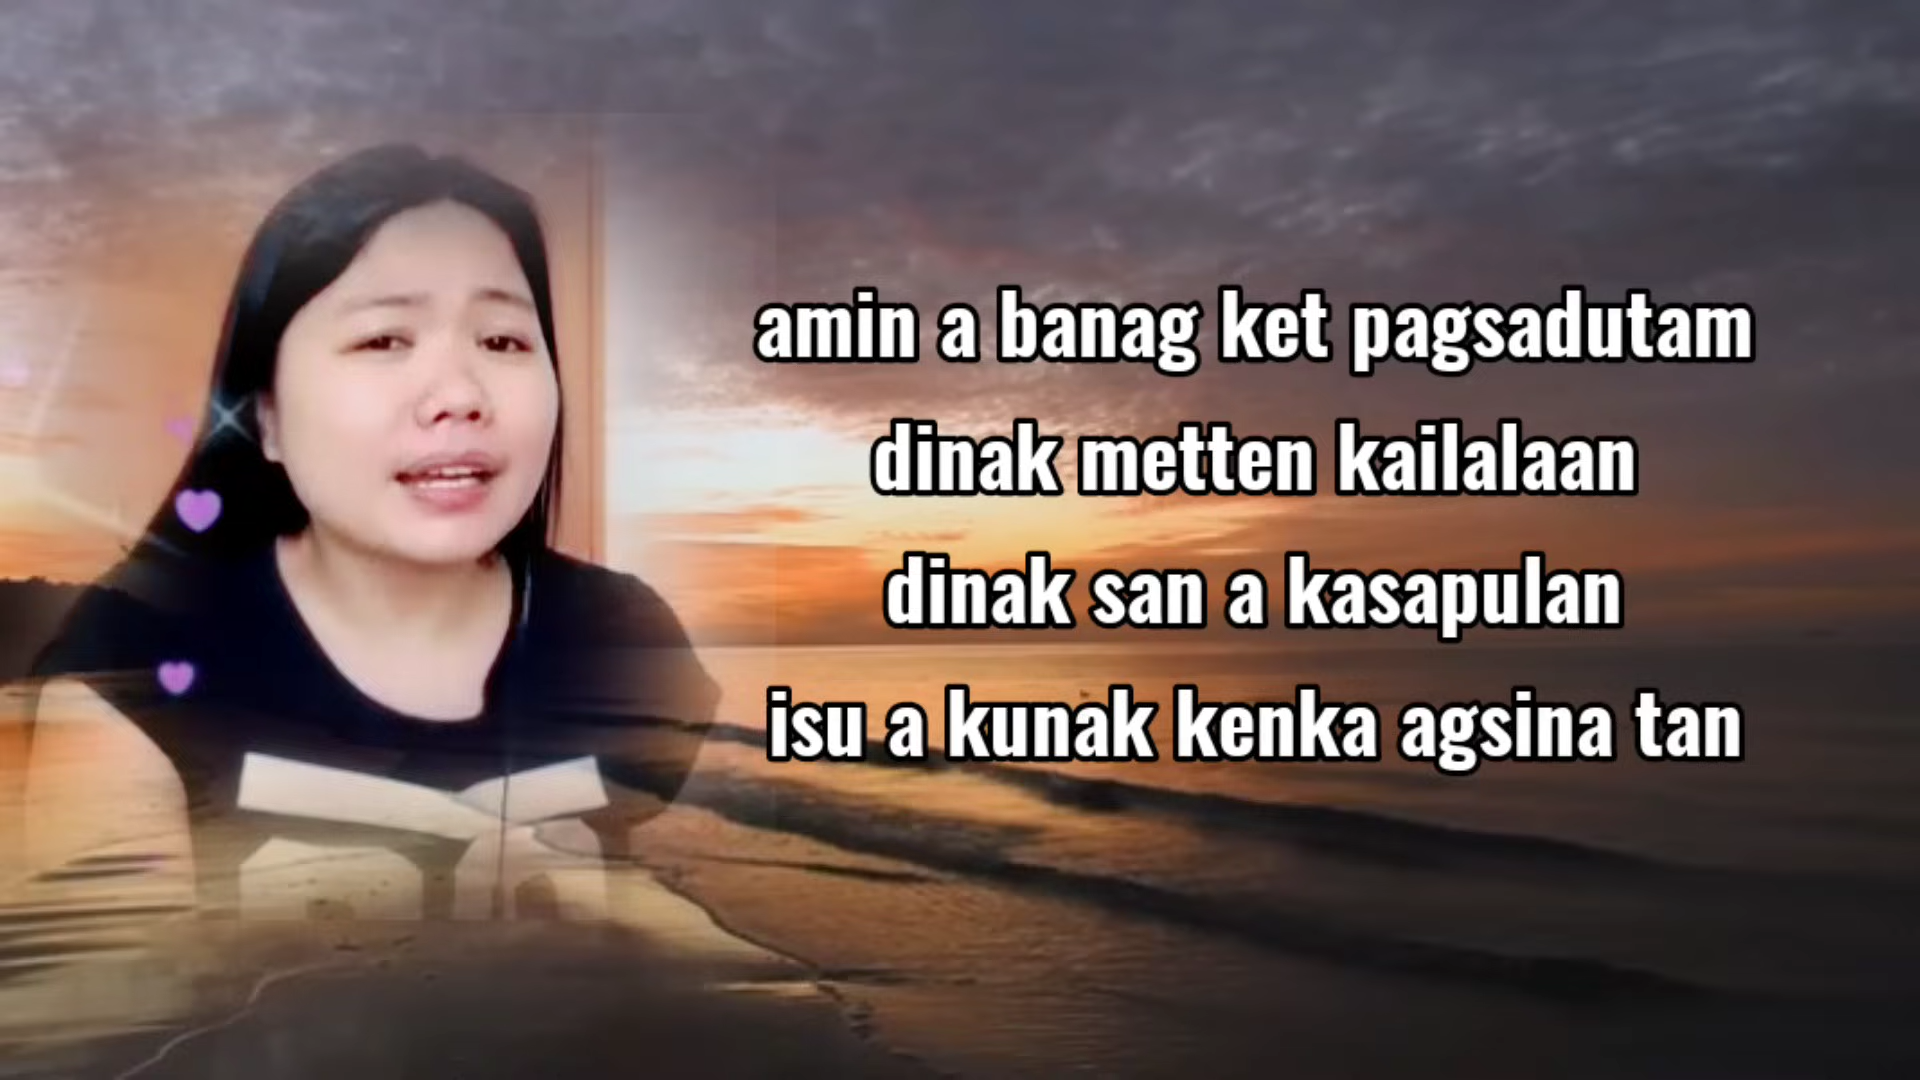 amin a banag ket pagsadutam
dinak metten kailalaan
dinak san a kasapulan
isu a kunak kenka agsina tan